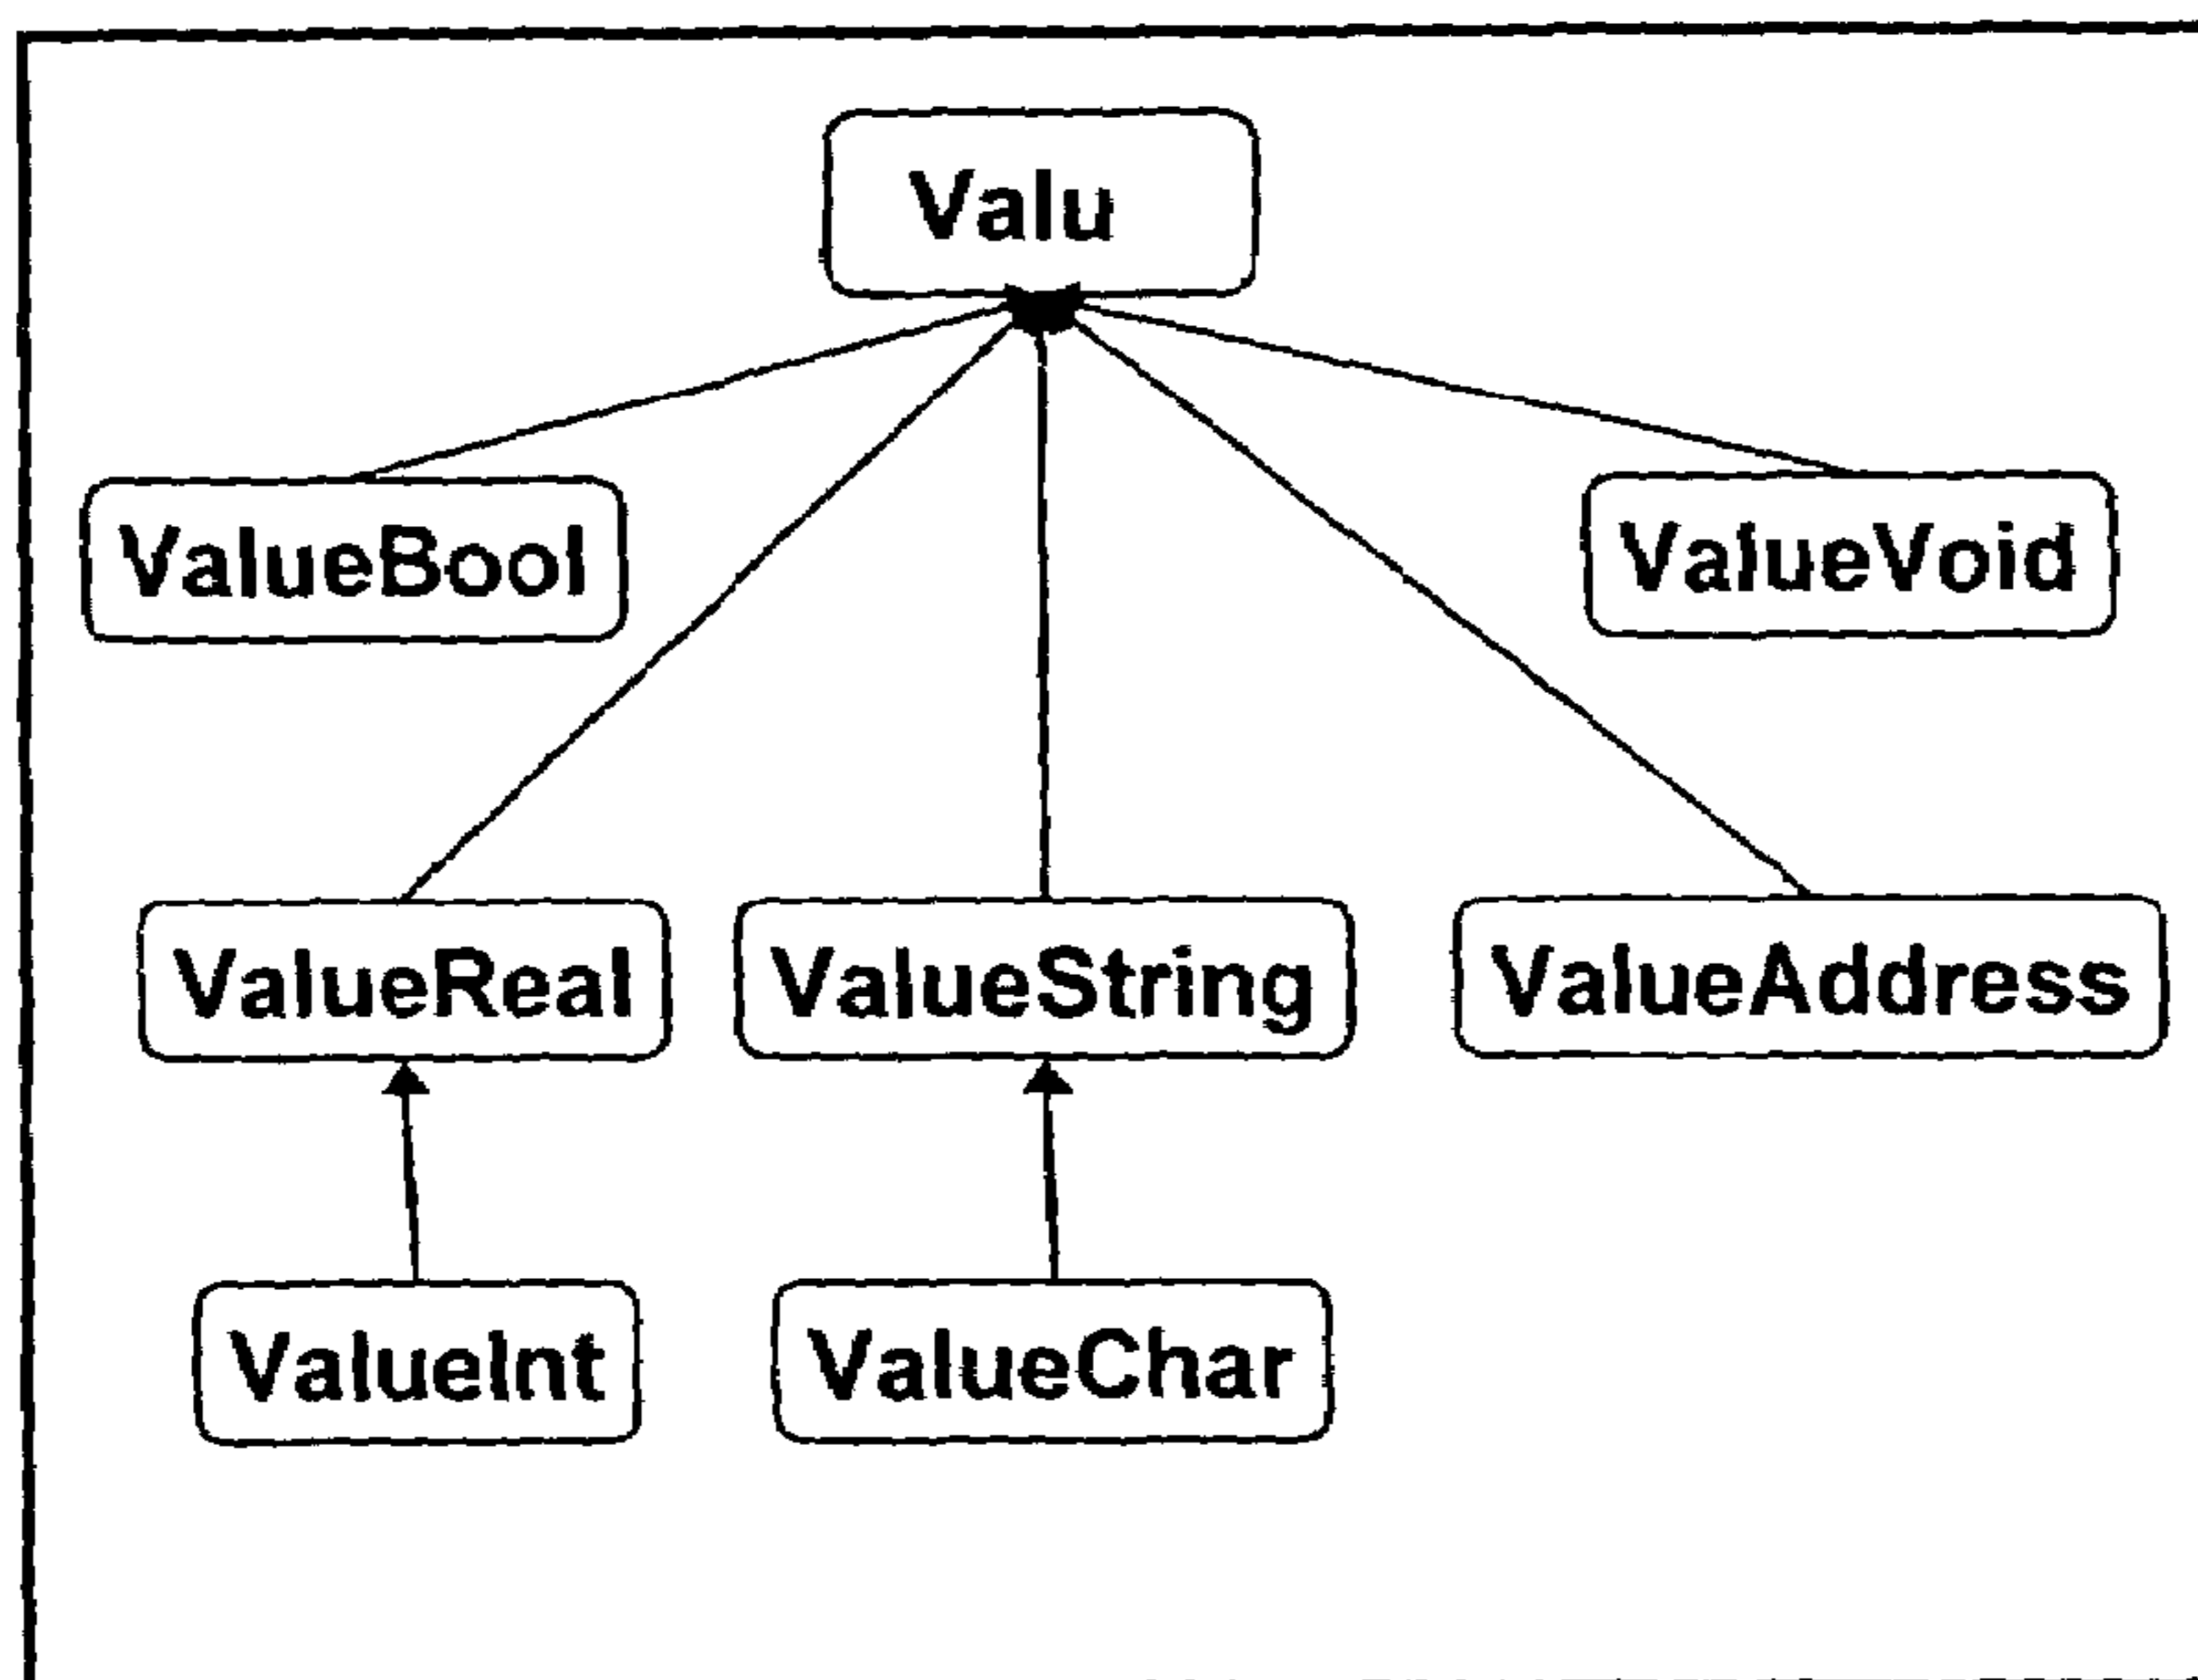 Valu
ValueBool
ValueVoid
ValueReal
ValueString
ValueAddress
ValueInt
ValueChar